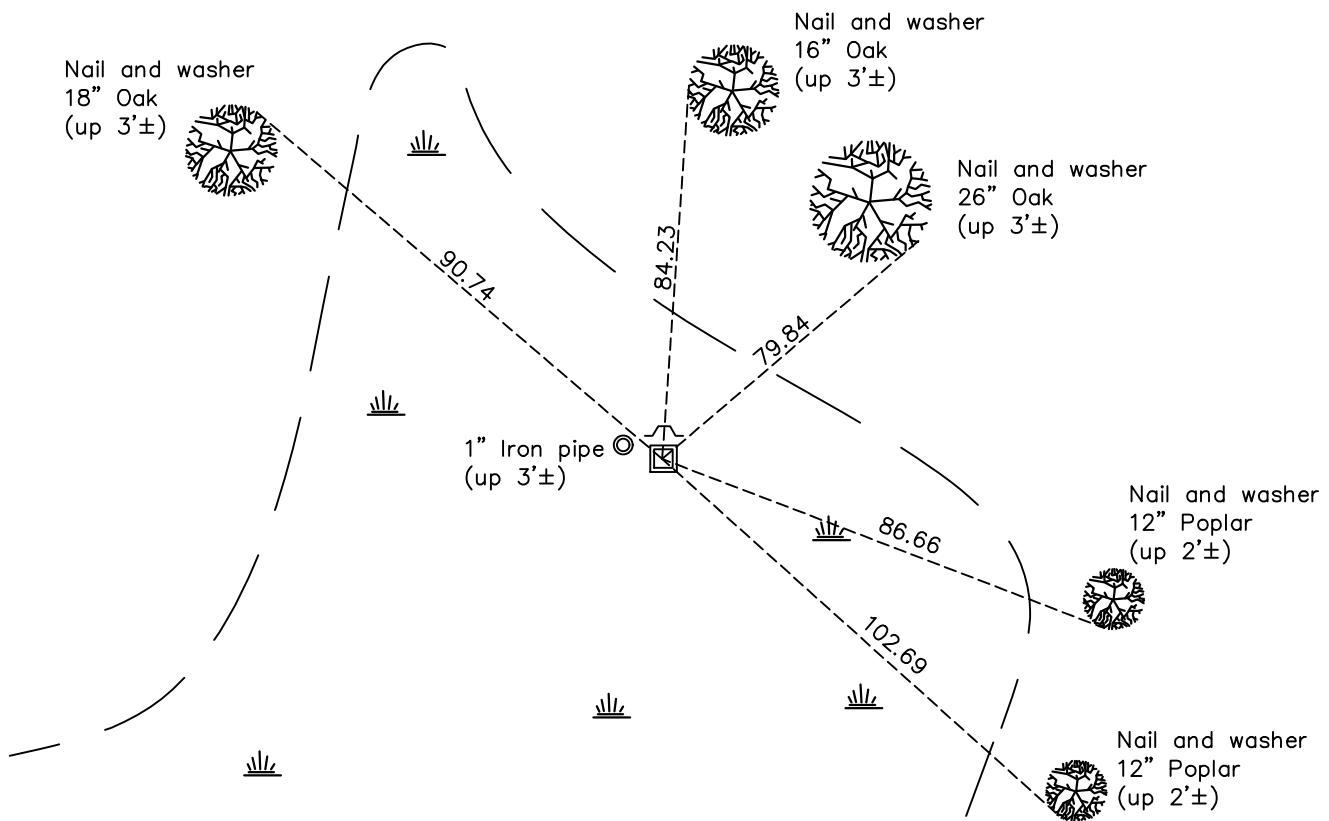 Nail and washer
16” Oak
(up 3’±)
Nail and washer
18” Oak
(up 3’±)
Nail and washer
26” Oak
(up 3’±)
84.23
90.74
79.84
1” Iron pipe
(up 3’±)
Nail and washer
12” Poplar
(up 2’±)
86.66
102.69
Nail and washer
12” Poplar
(up 2’±)